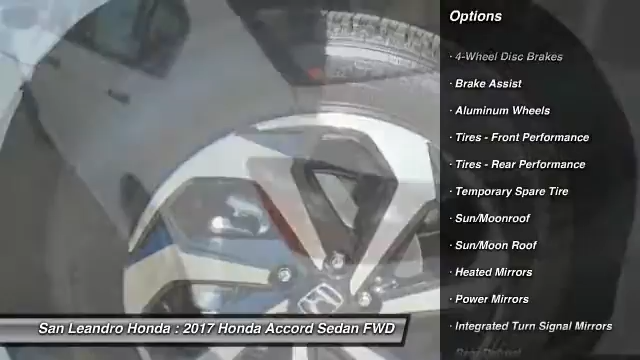 Options
4-Wheel Disc Brakes
Brake Assist
Aluminum Wheels
Tires - Front Performance
Tires - Rear Performance
Temporary Spare Tire
Sun/Moonroof
Sun/Moon Roof
Heated Mirrors
Power Mirrors
Integrated Turn Signal Mirrors
San Leandro Honda : 2017 Honda Accord Sedan FWD